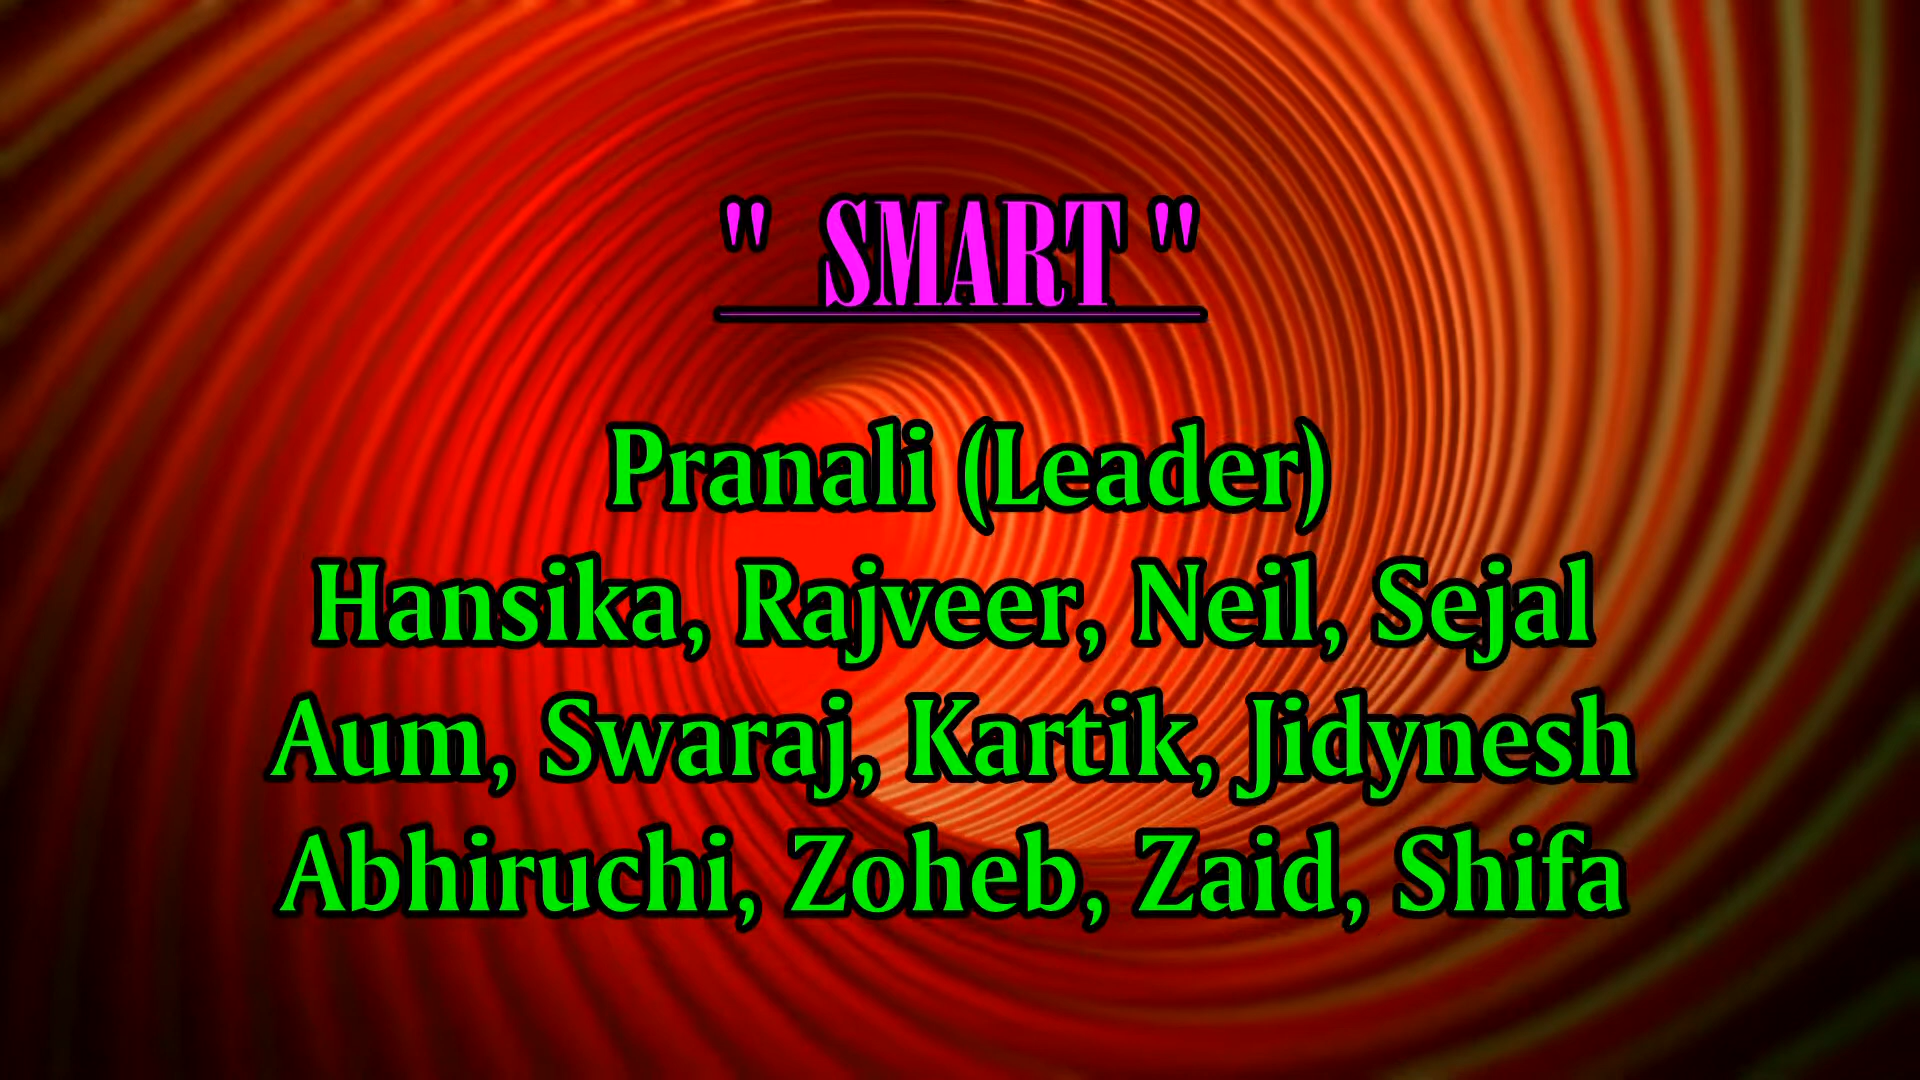 " SMART "
Pranali (Leader)
Hansika, Rajveer, Neil, Sejal
Aum, Swaraj, Kartik, Jidynesh
Abhiruchi, Zoheb, Zaid, Shifa